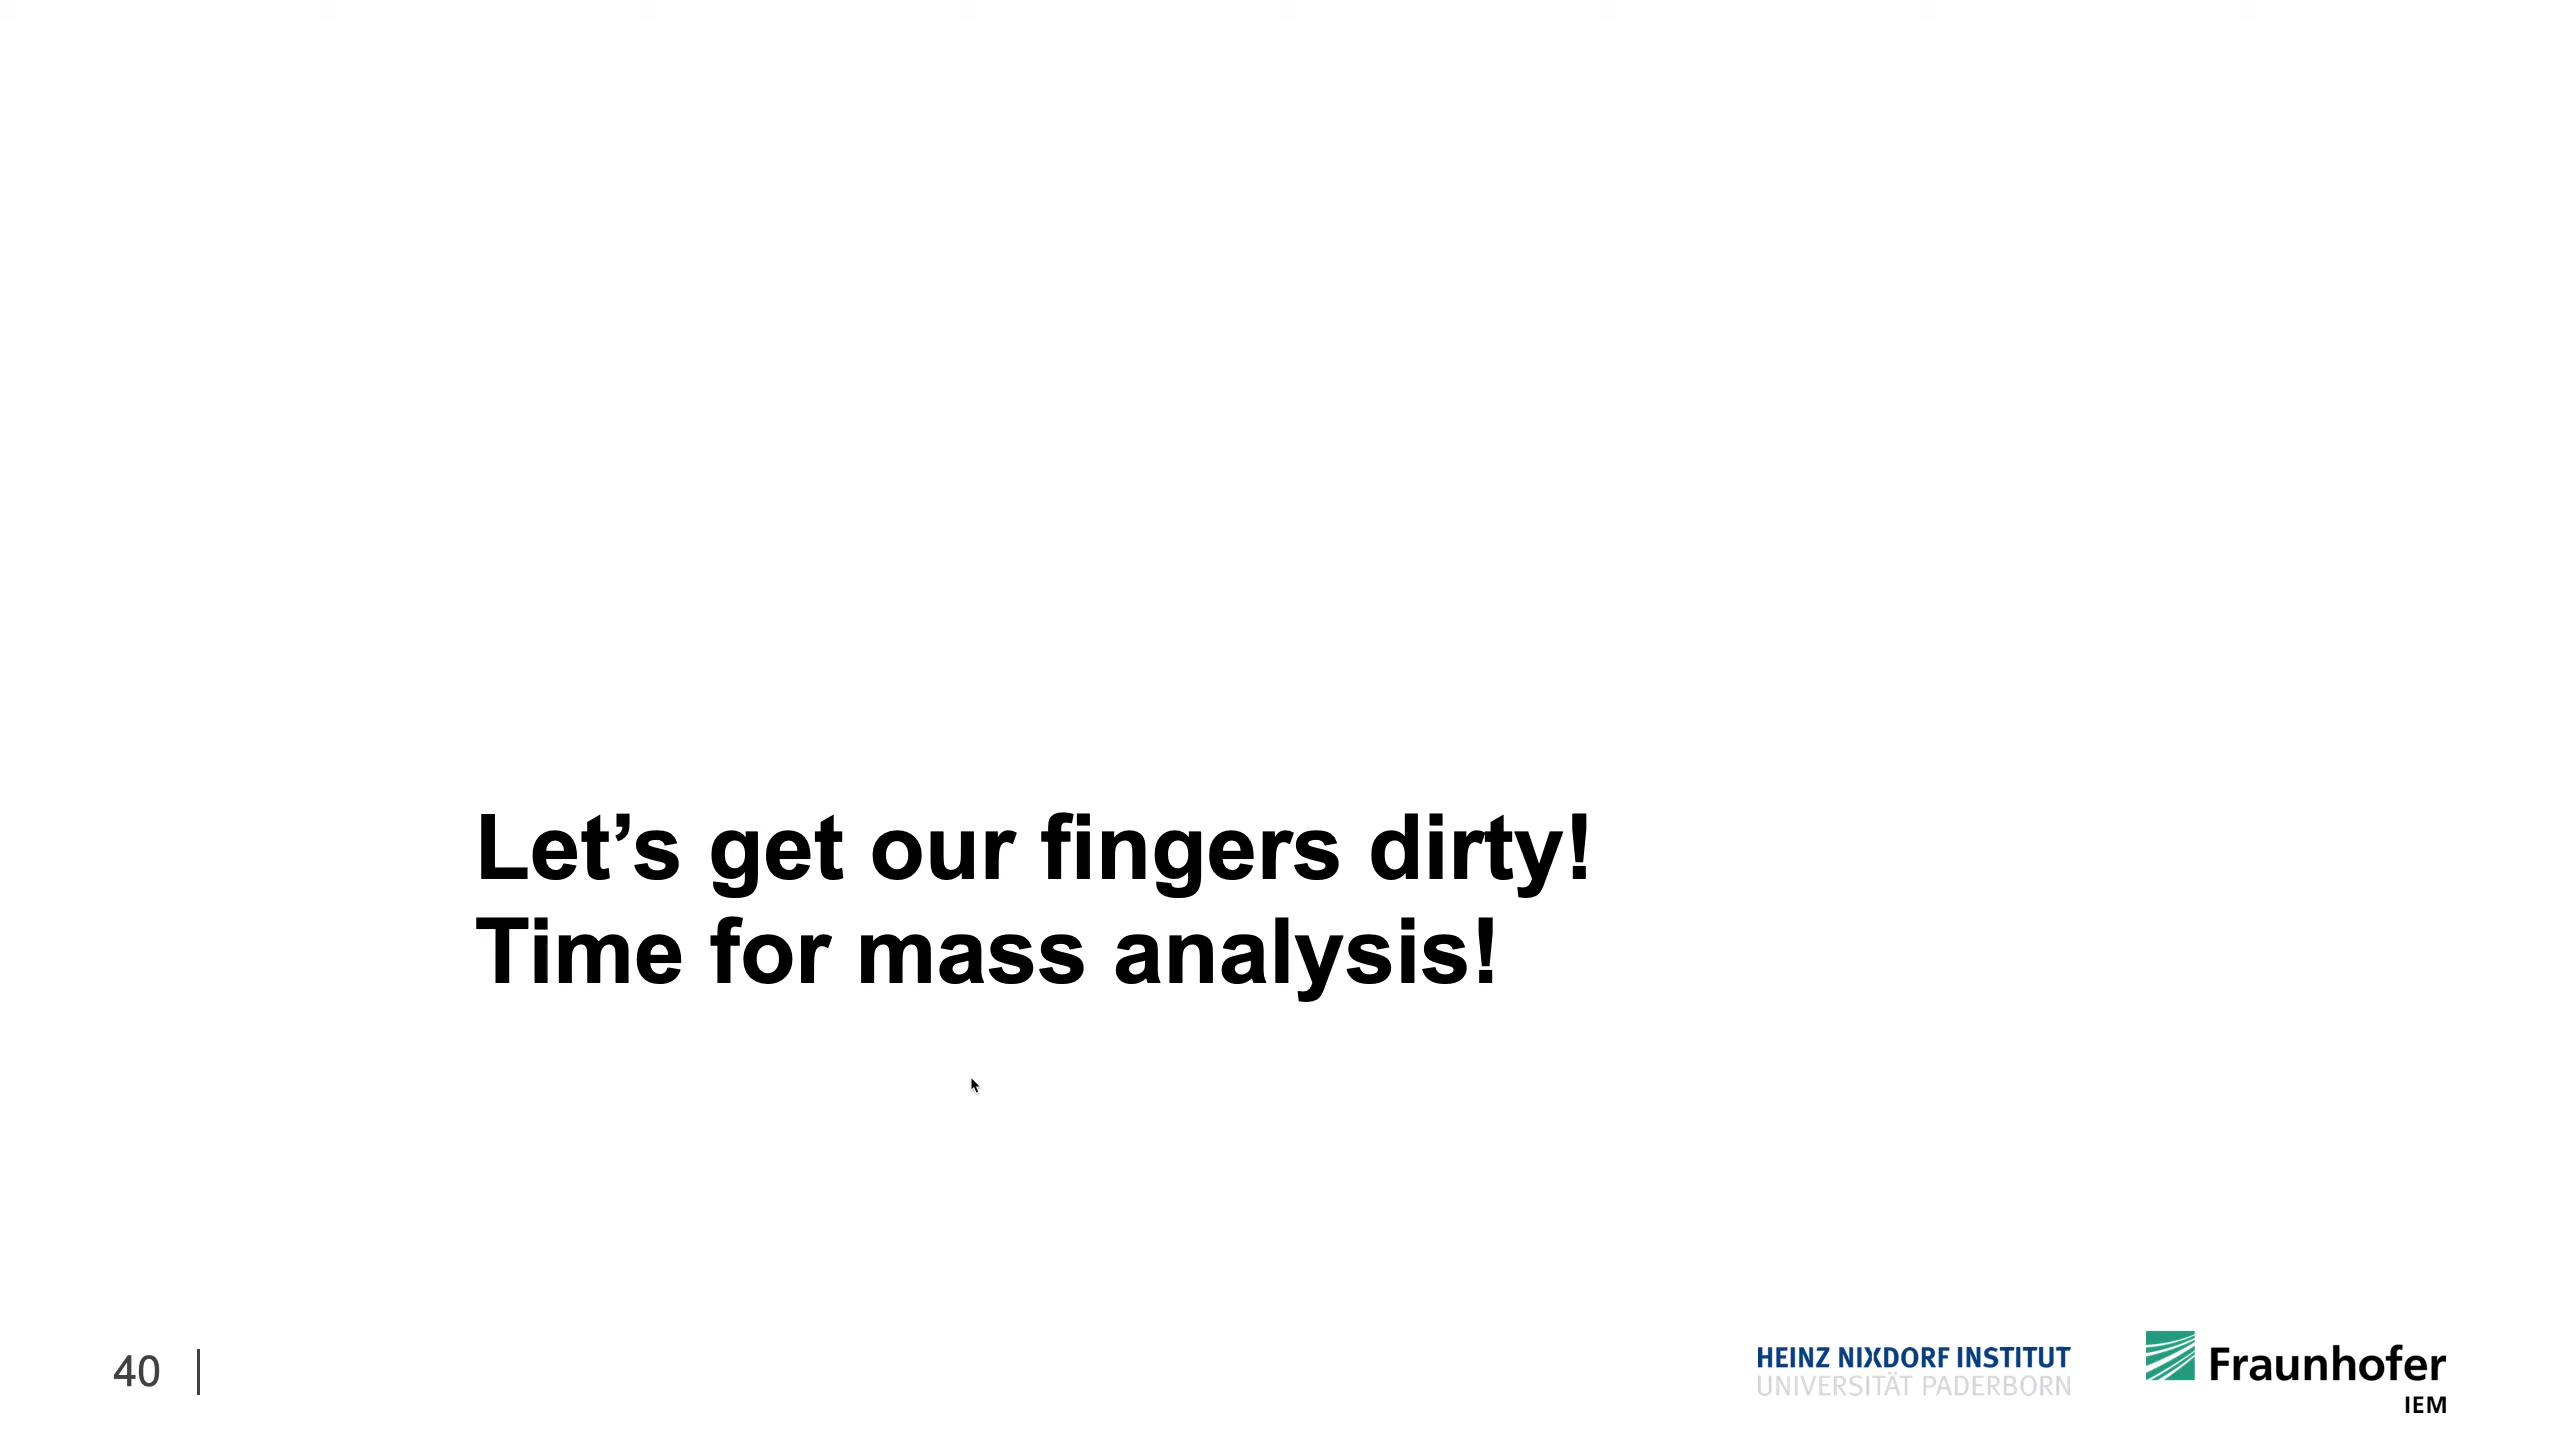 Let’s get our fingers dirty!
Time for mass analysis!
40
HEINZ NIXDORF INSTITUT
UNIVERSITÄT PADERBORN
Fraunhofer
IEM